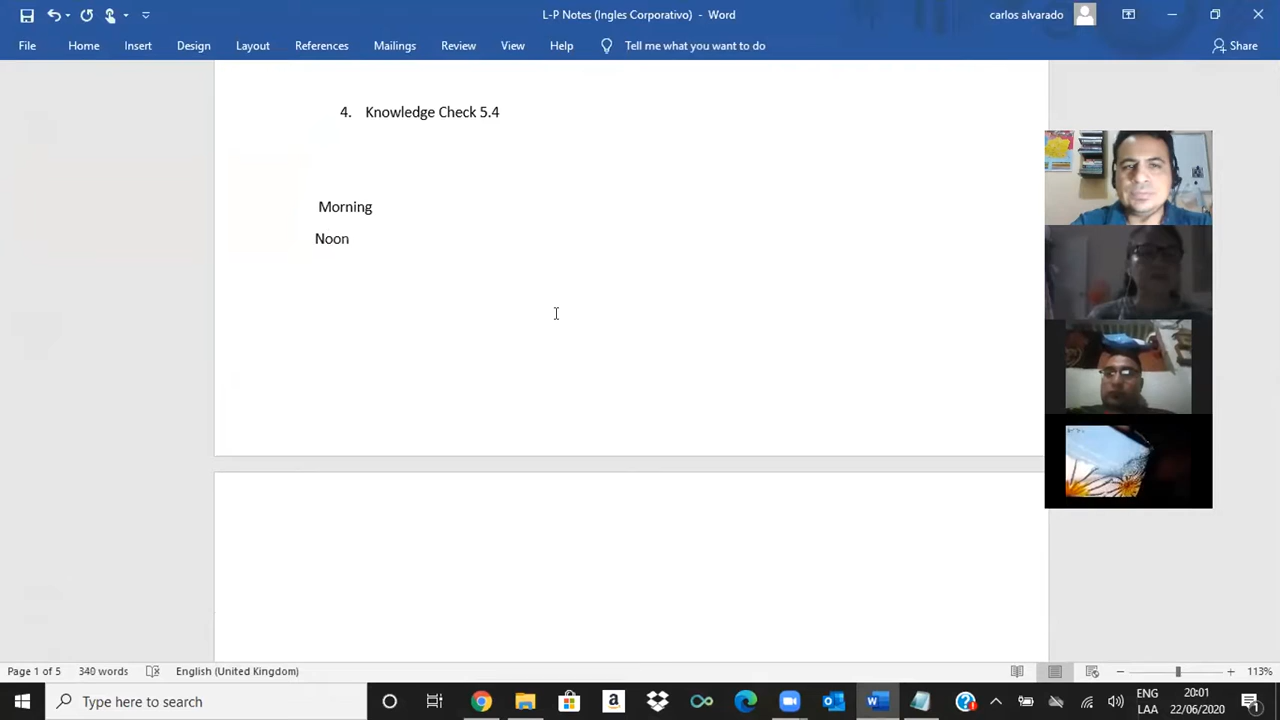 L-P Notes (Ingles Corporativo) - Word
carlos alvarado
File Home Insert Design Layout References Mailings Review View Help Tell me what you want to do Share
4. Knowledge Check 5.4
Morning
Noon
Page 1 of 5 340 words English (United Kingdom) 113%
Type here to search
ENG 20:01
LAA 22/06/2020